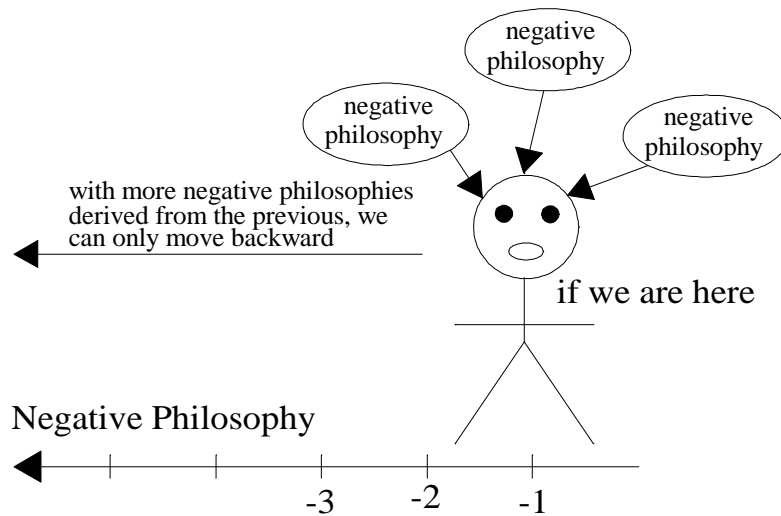 negative
philosophy
negative
philosophy
negative
philosophy
with more negative philosophies
derived from the previous, we
can only move backward
if we are here
Negative Philosophy
-3 -2 -1